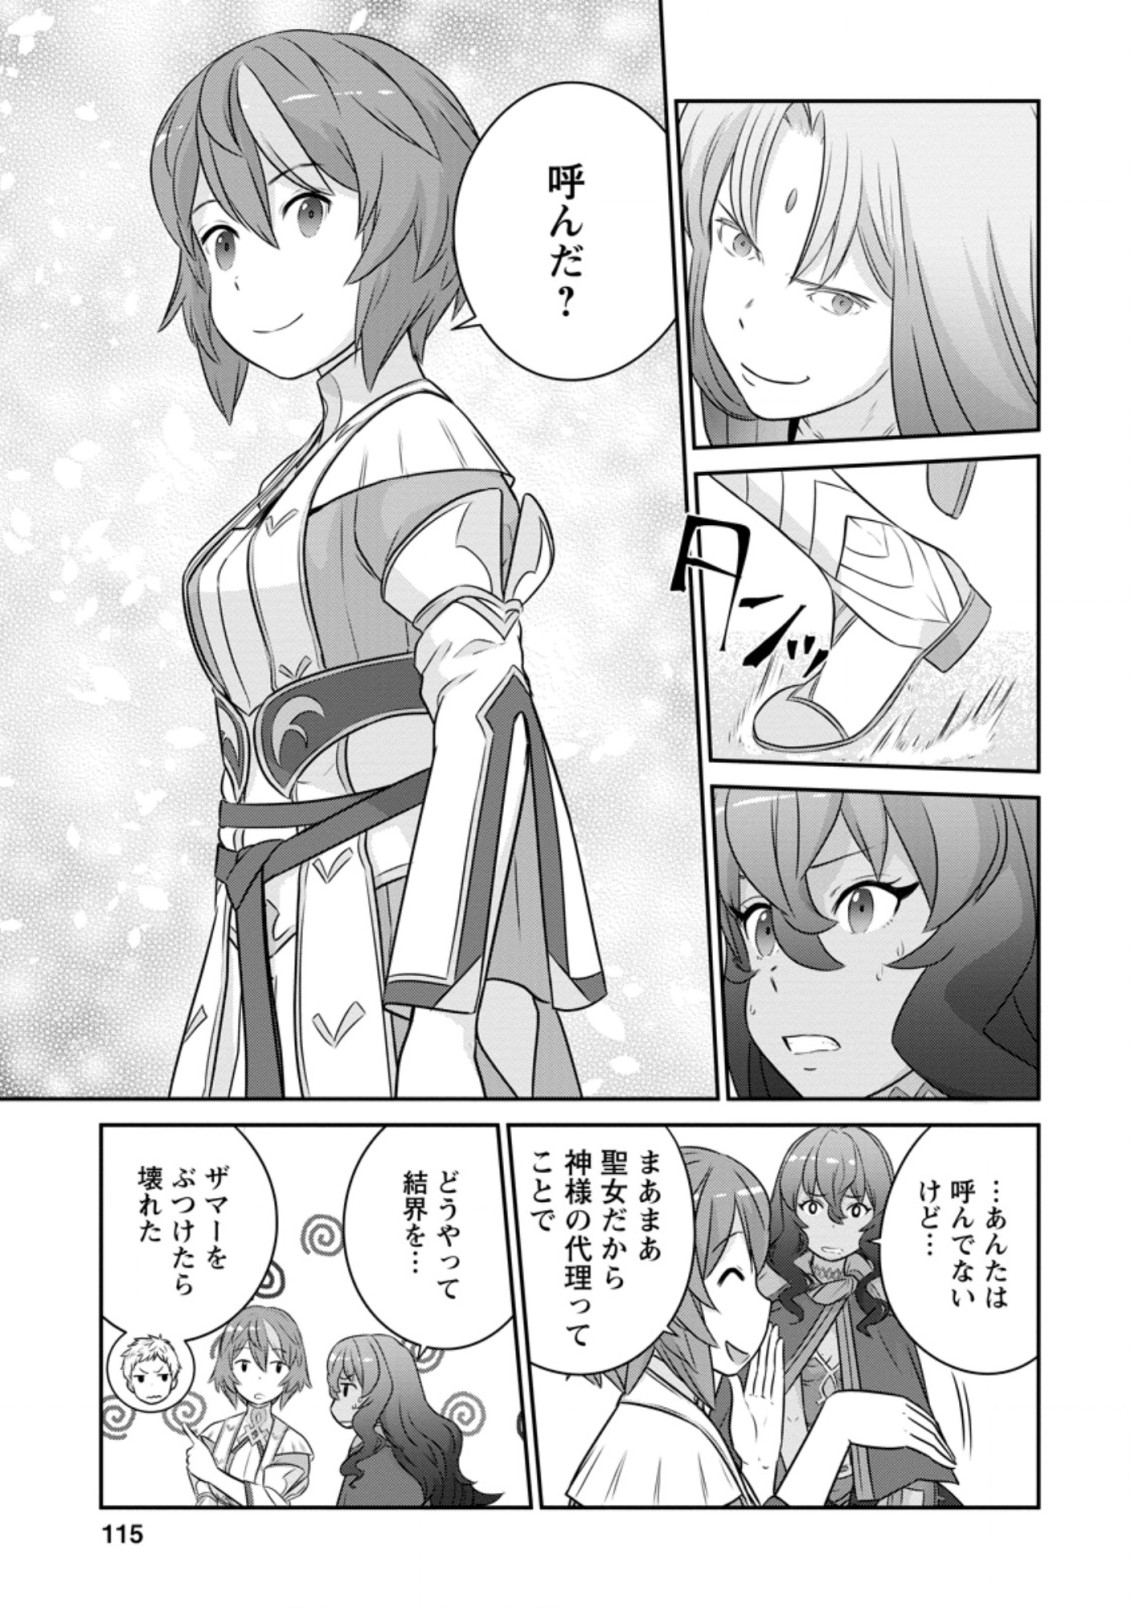 呼んだ？
円ンッ
…あんたは
呼んでない
けど…
まあまあ
聖女だから
神様の代理って
ことで
どうやって
結界を…
ザマーを
ぶつけたら
壊れた
115